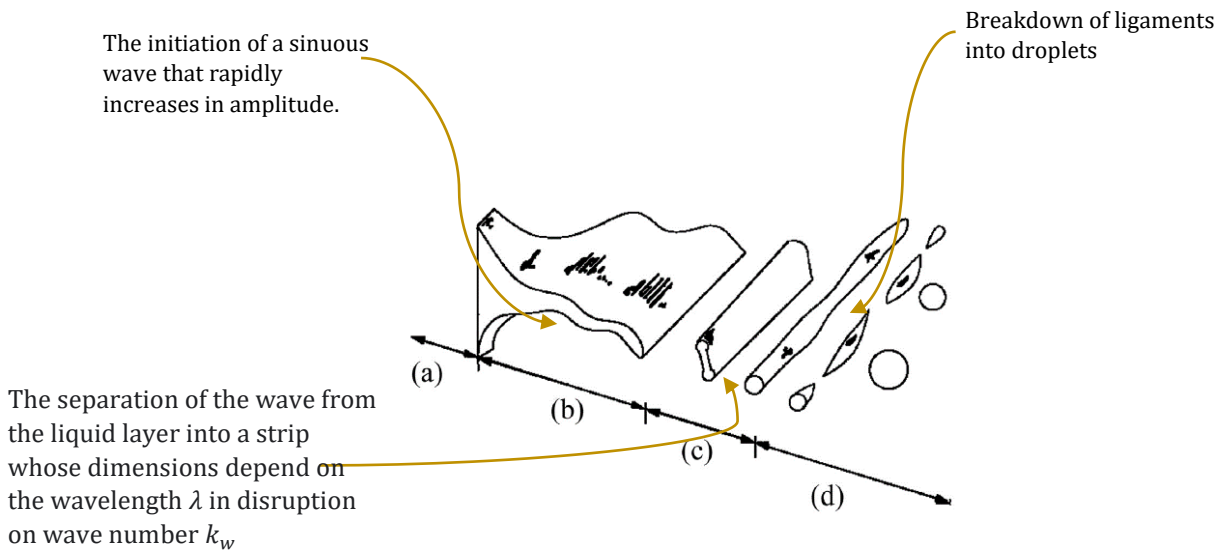 The initiation of a sinuous
wave that rapidly
increases in amplitude.
Breakdown of ligaments
into droplets
(a)
(b)
(c)
(d)
The separation of the wave from
the liquid layer into a strip
whose dimensions depend on
the wavelength λ in disruption
on wave number k_w